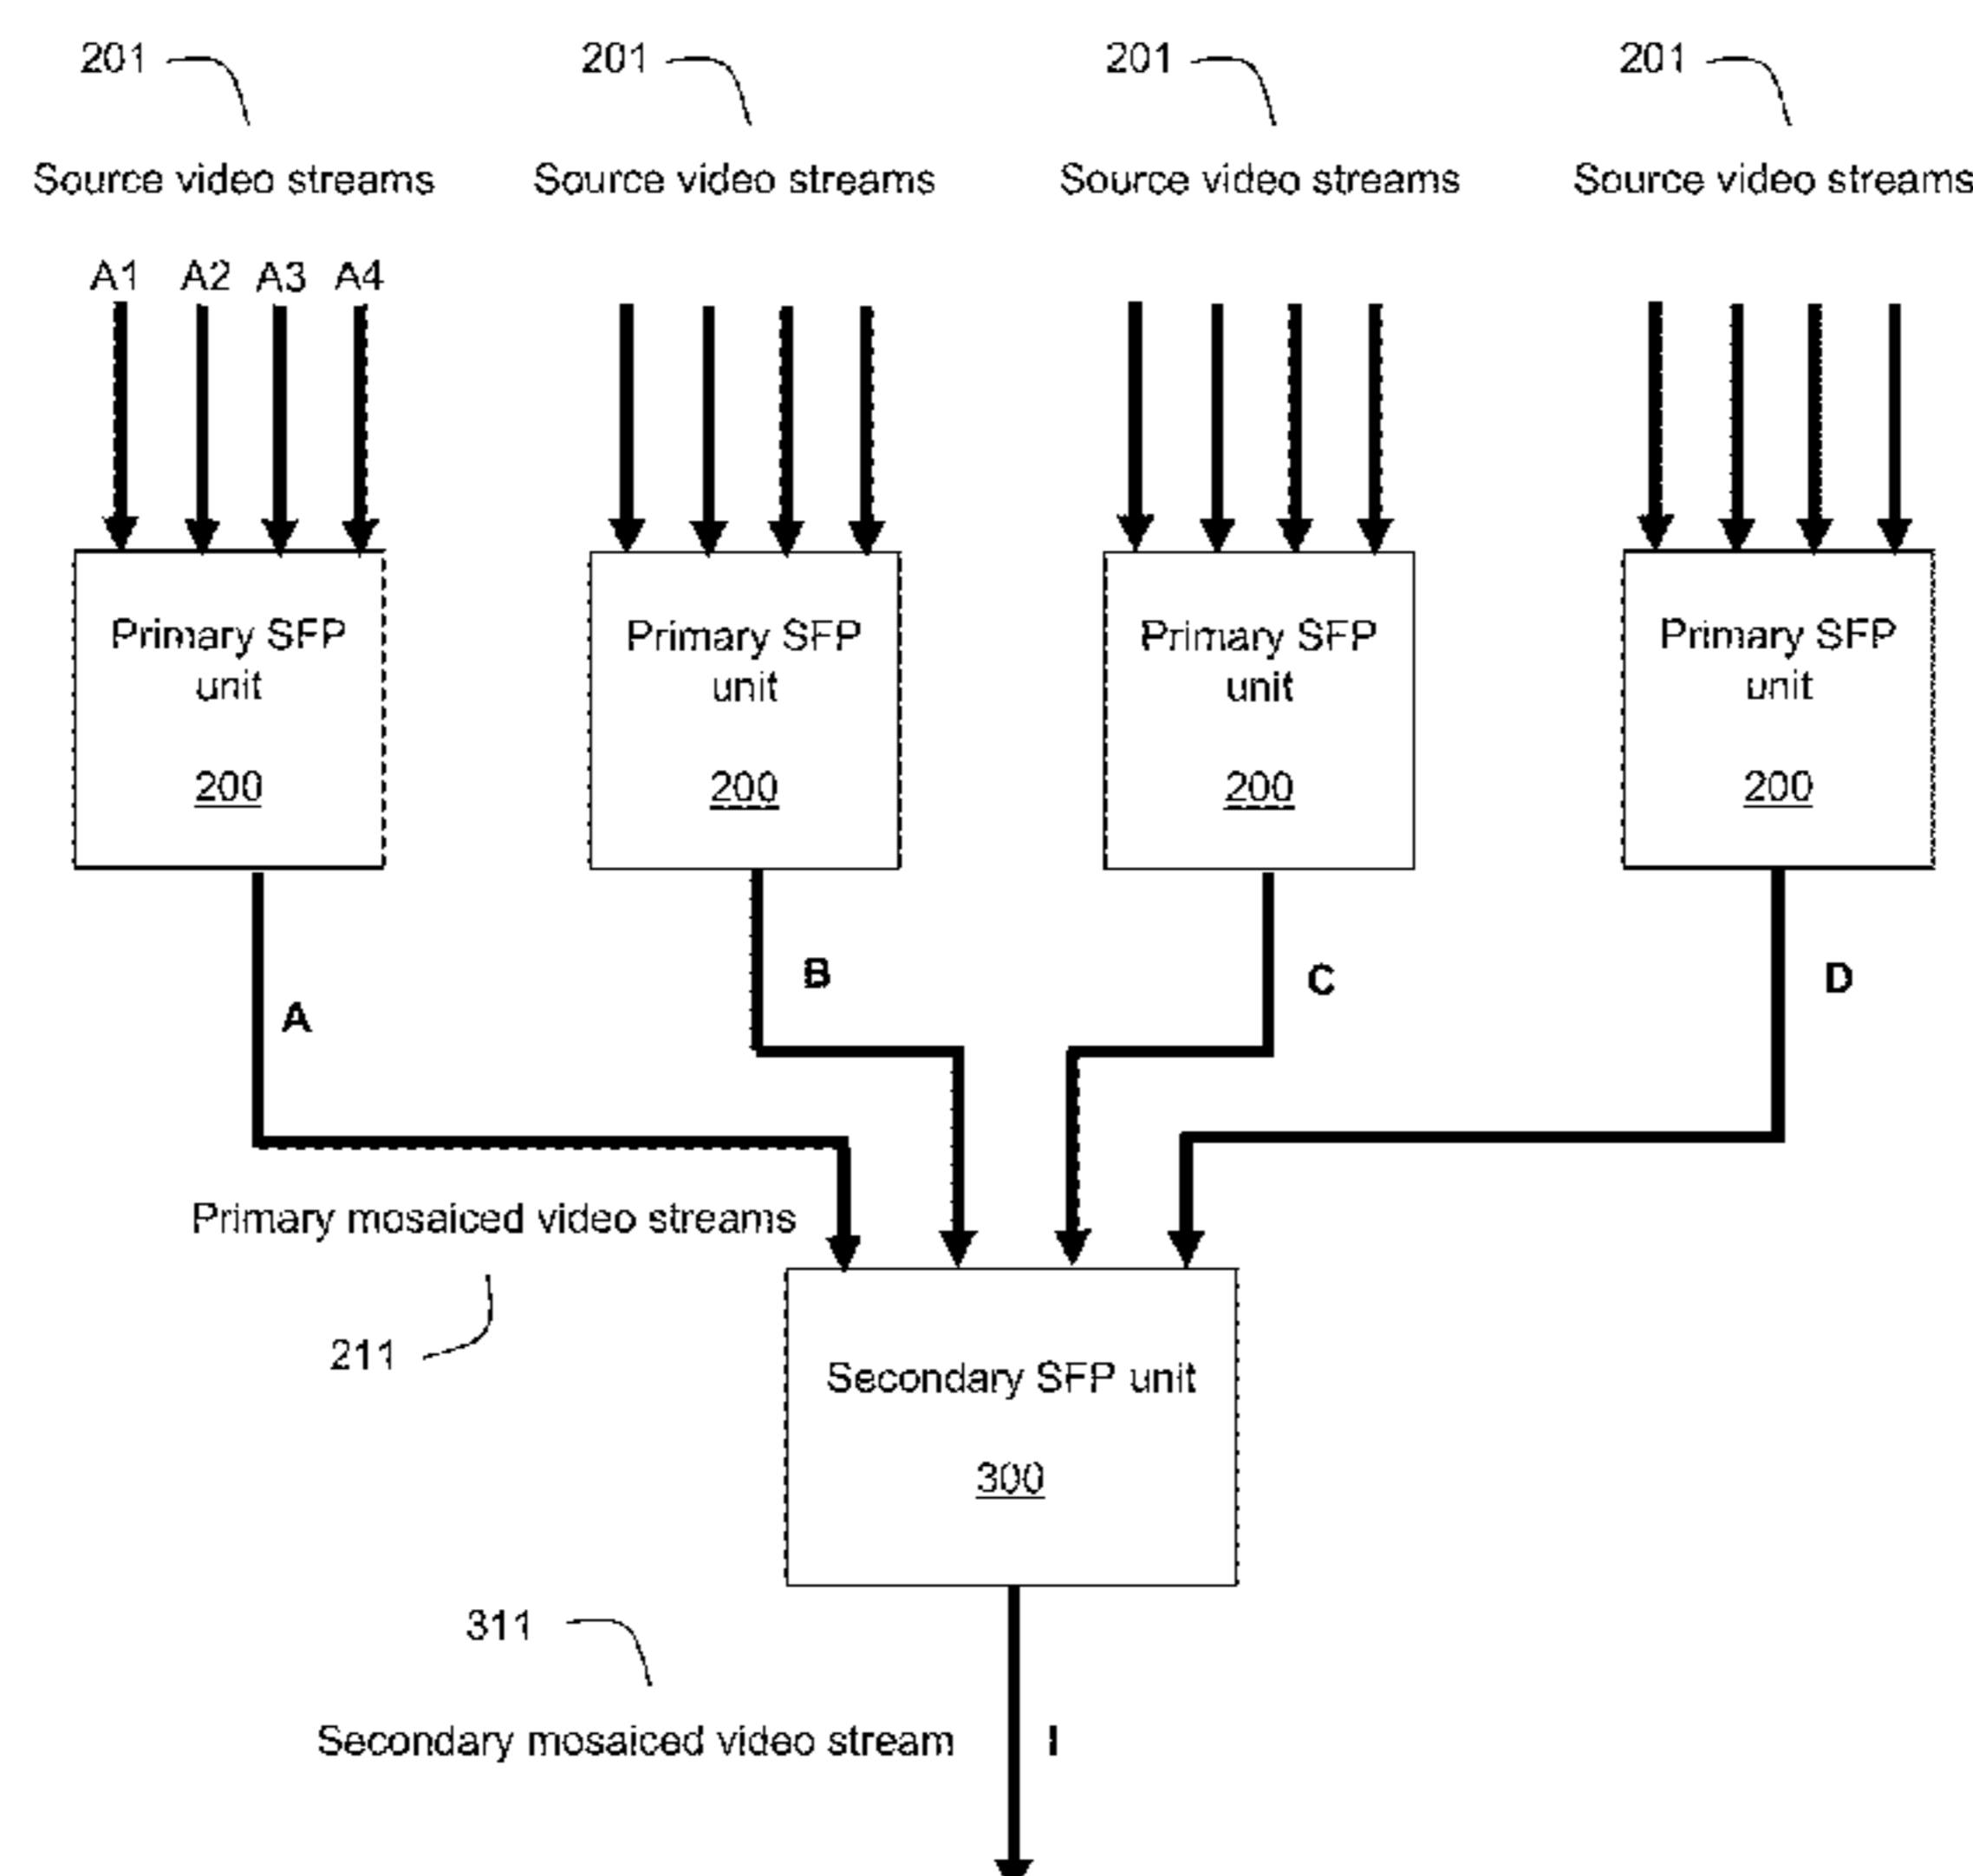 201 201 201 201
Source video streams Source video streams Source video streams Source video streams
A1 A2 A3 A4
Primary SFP unit 200
Primary SFP unit 200
Primary SFP unit 200
Primary SFP unit 200
A
B
C
D
Primary mosaiced video streams
211
Secondary SFP unit
300
311
Secondary mosaiced video stream
I